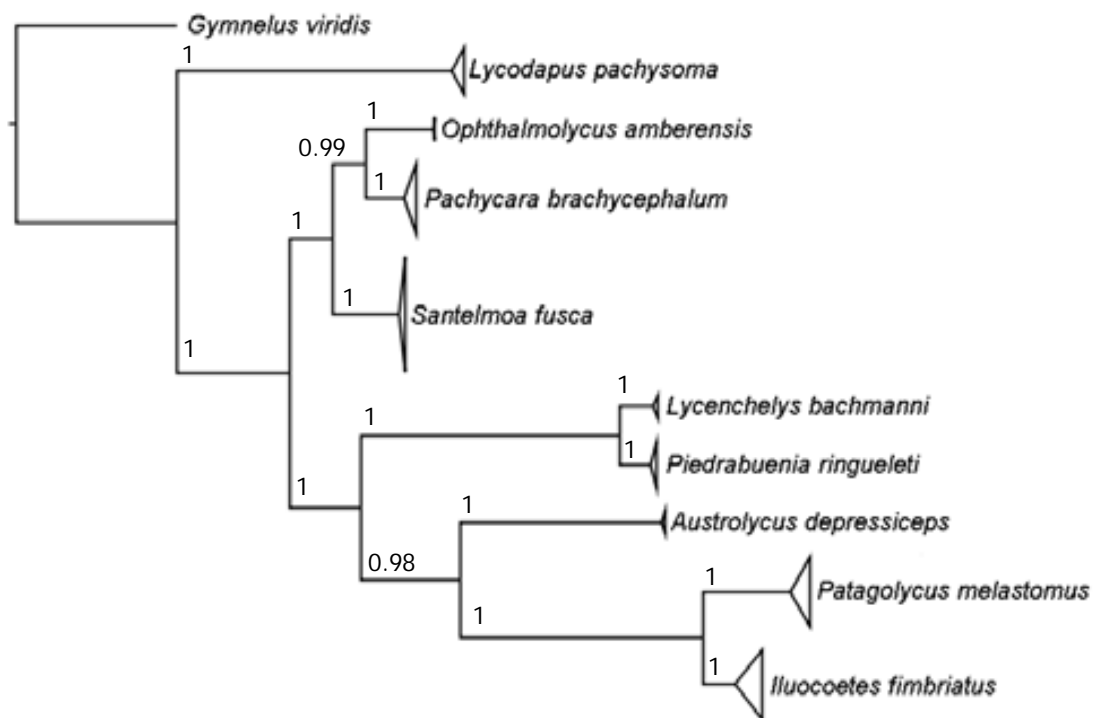 Gymnelus viridis
1
Lycodapus pachysoma
1
Ophthalmolycus amberensis
0.99
1
Pachycara brachycephalum
1
1
Santelmoa fusca
1
1
Lycenchelys bachmanni
1
1
Piedrabuenia ringueleti
1
1
Austrolycus depressiceps
0.98
1
Patagolycus melastomus
1
1
Iluocoetes fimbriatus